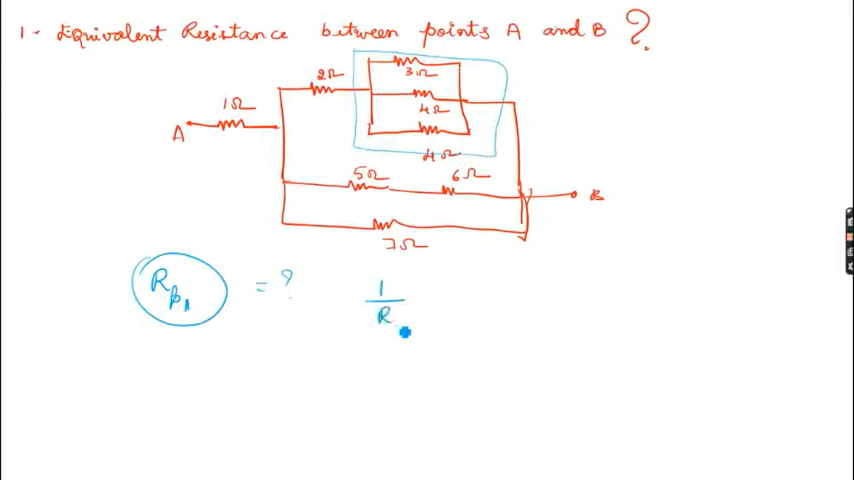 1. Equivalent Resistance between points A and B ?
2Ω
3Ω
1Ω
4Ω
A
4Ω
5Ω
6Ω
B
7Ω
Rp1 = ?
1/R